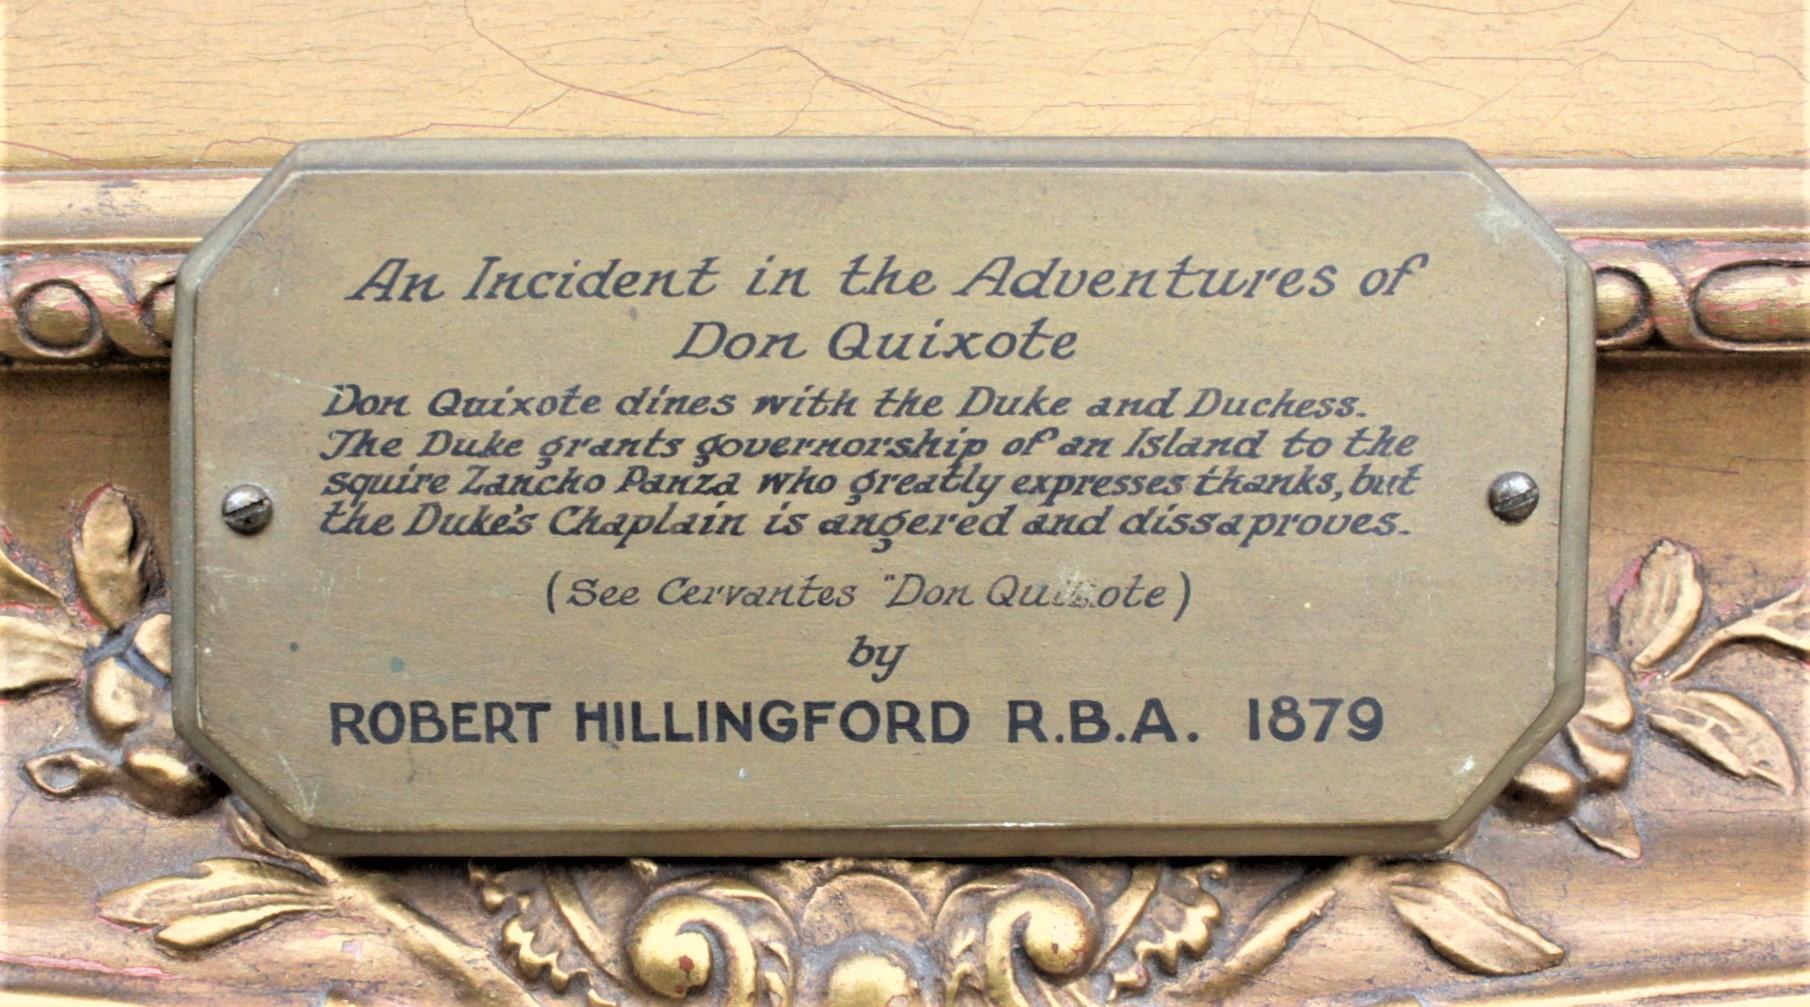 An Incident in the Adventures of
Don Quixote
Don Quixote dines with the Duke and Duchess.
The Duke grants governorship of an Island to the
squire Zancho Panza who greatly expresses thanks, but
the Duke's Chaplain is angered and dissaproves.
(See Cervantes "Don Quixote)
by
ROBERT HILLINGFORD R.B.A. 1879